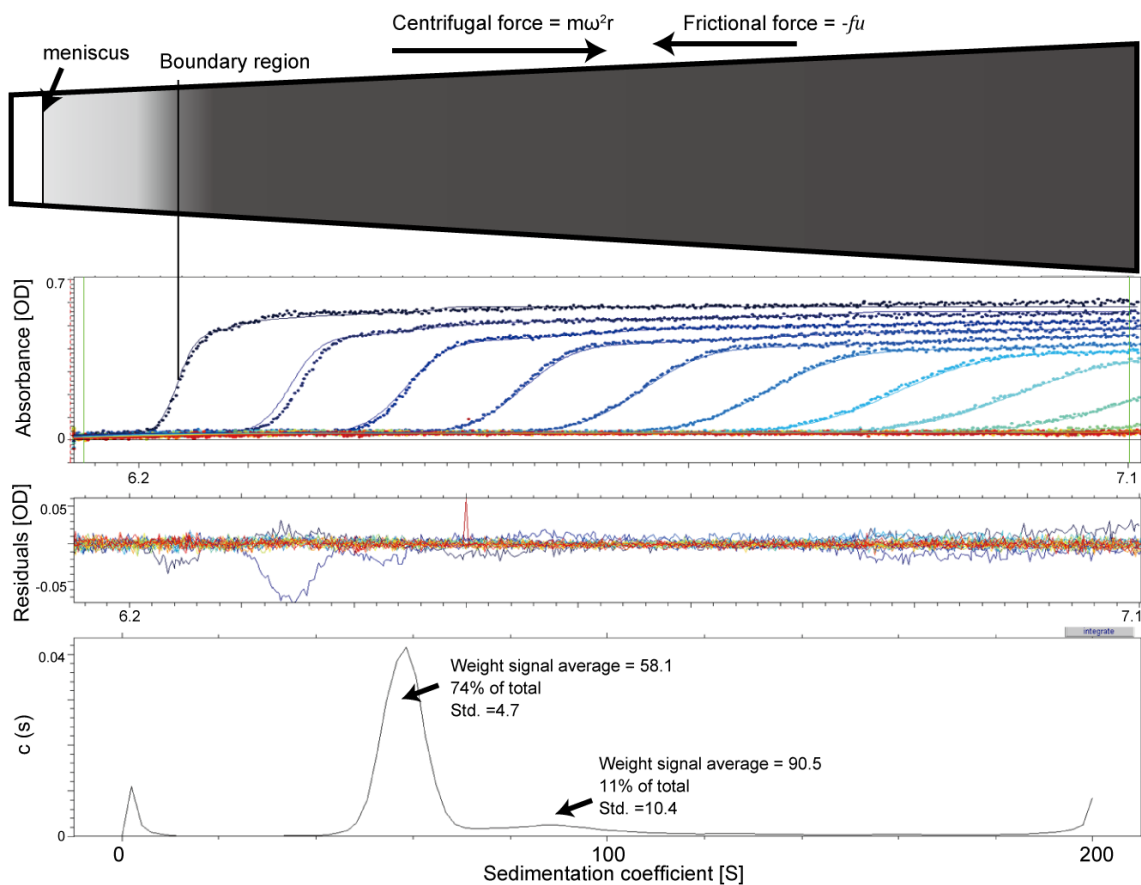 Centrifugal force = mω²r
Frictional force = -fu
meniscus
Boundary region
Absorbance [OD]
0.7
0
6.2
7.1
Residuals [OD]
0.05
-0.05
6.2
7.1
integrate
c (s)
0.04
0
Weight signal average = 58.1
74% of total
Std. =4.7
Weight signal average = 90.5
11% of total
Std. =10.4
0
100
200
Sedimentation coefficient [S]